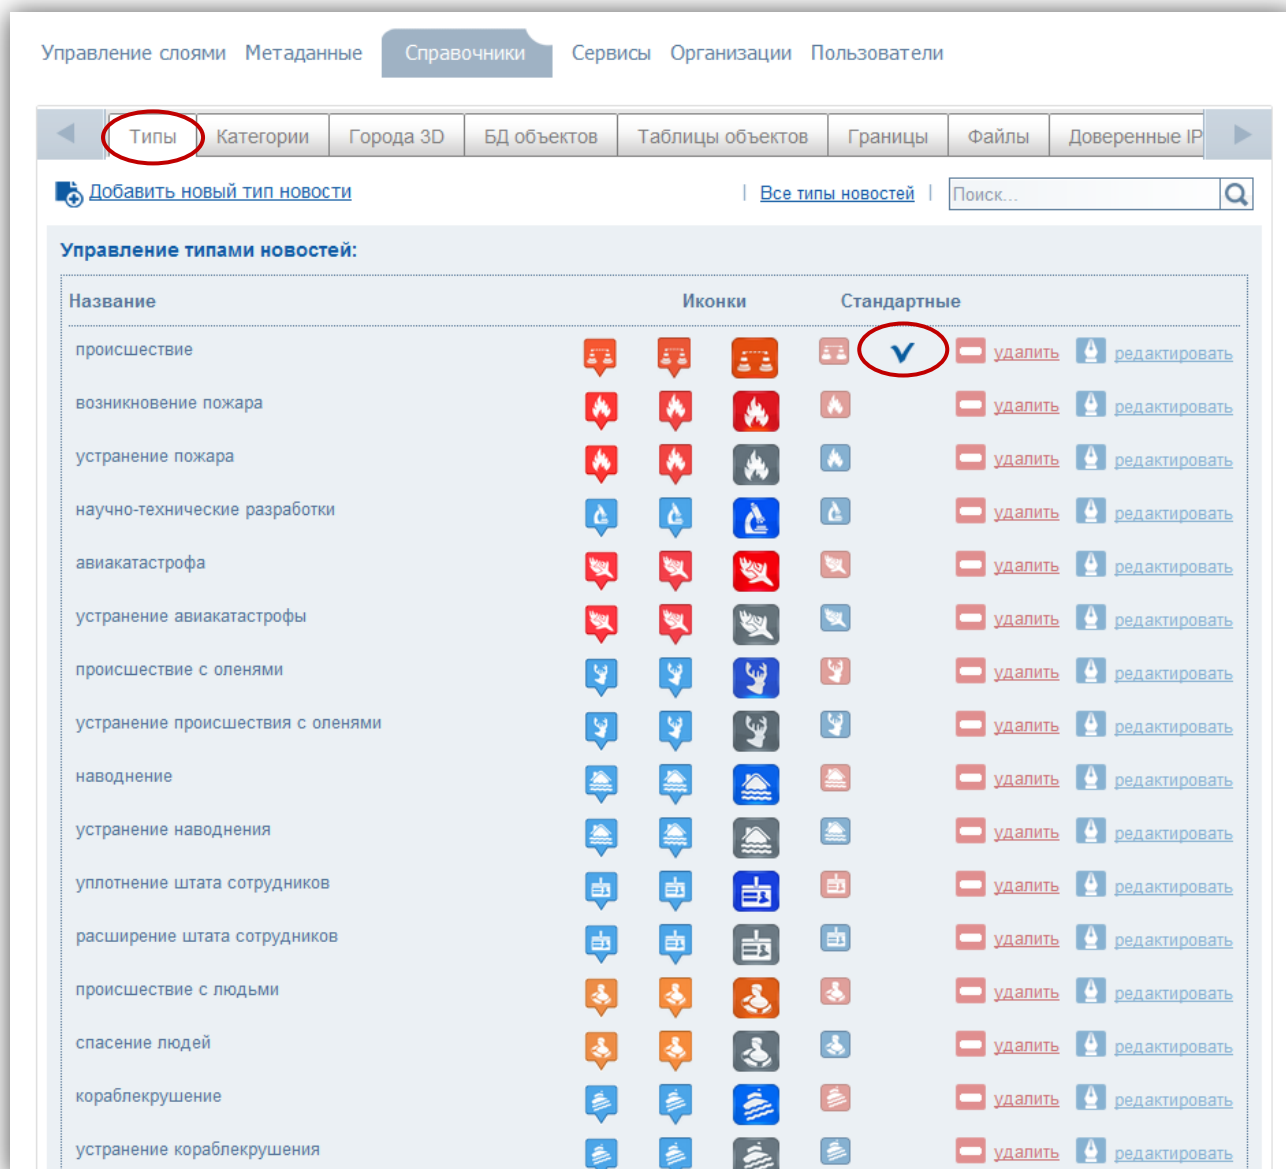 Управление слоями Метаданные Справочники Сервисы Организации Пользователи
Типы Категории Города 3D БД объектов Таблицы объектов Границы Файлы Доверенные IP
Добавить новый тип новости | Все типы новостей | Поиск...
Управление типами новостей:
Название Иконки Стандартные
происшествие удалить редактировать
возникновение пожара удалить редактировать
устранение пожара удалить редактировать
научно-технические разработки удалить редактировать
авиакатастрофа удалить редактировать
устранение авиакатастрофы удалить редактировать
происшествие с оленями удалить редактировать
устранение происшествия с оленями удалить редактировать
наводнение удалить редактировать
устранение наводнения удалить редактировать
уплотнение штата сотрудников удалить редактировать
расширение штата сотрудников удалить редактировать
происшествие с людьми удалить редактировать
спасение людей удалить редактировать
кораблекрушение удалить редактировать
устранение кораблекрушения удалить редактировать